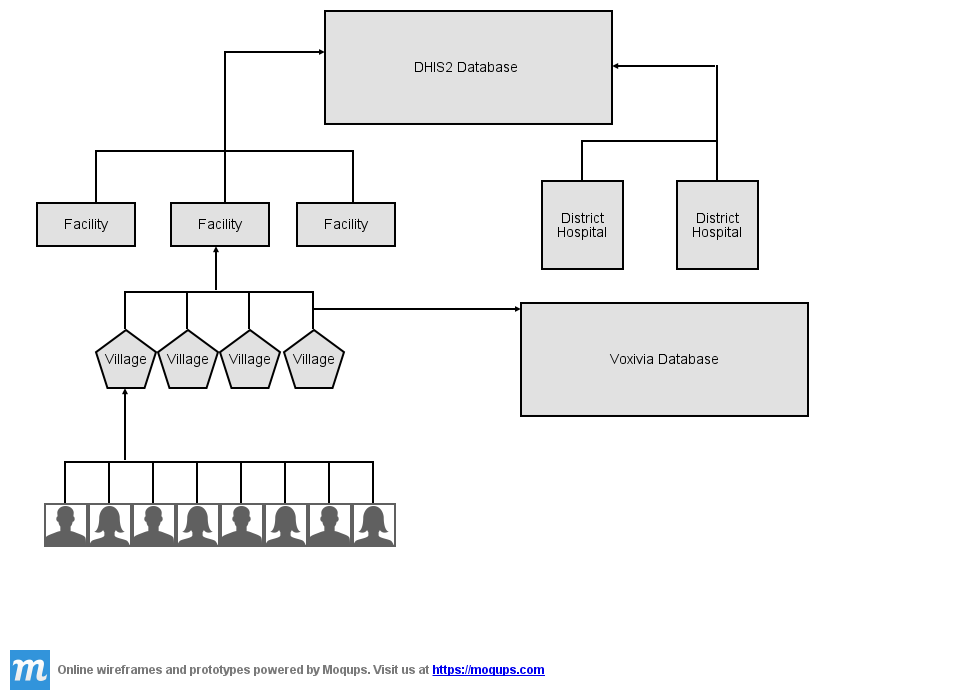 DHIS2 Database
Facility
Facility
Facility
District
Hospital
District
Hospital
Village
Village
Village
Village
Voxivia Database
m
Online wireframes and prototypes powered by Moqups. Visit us at https://moqups.com